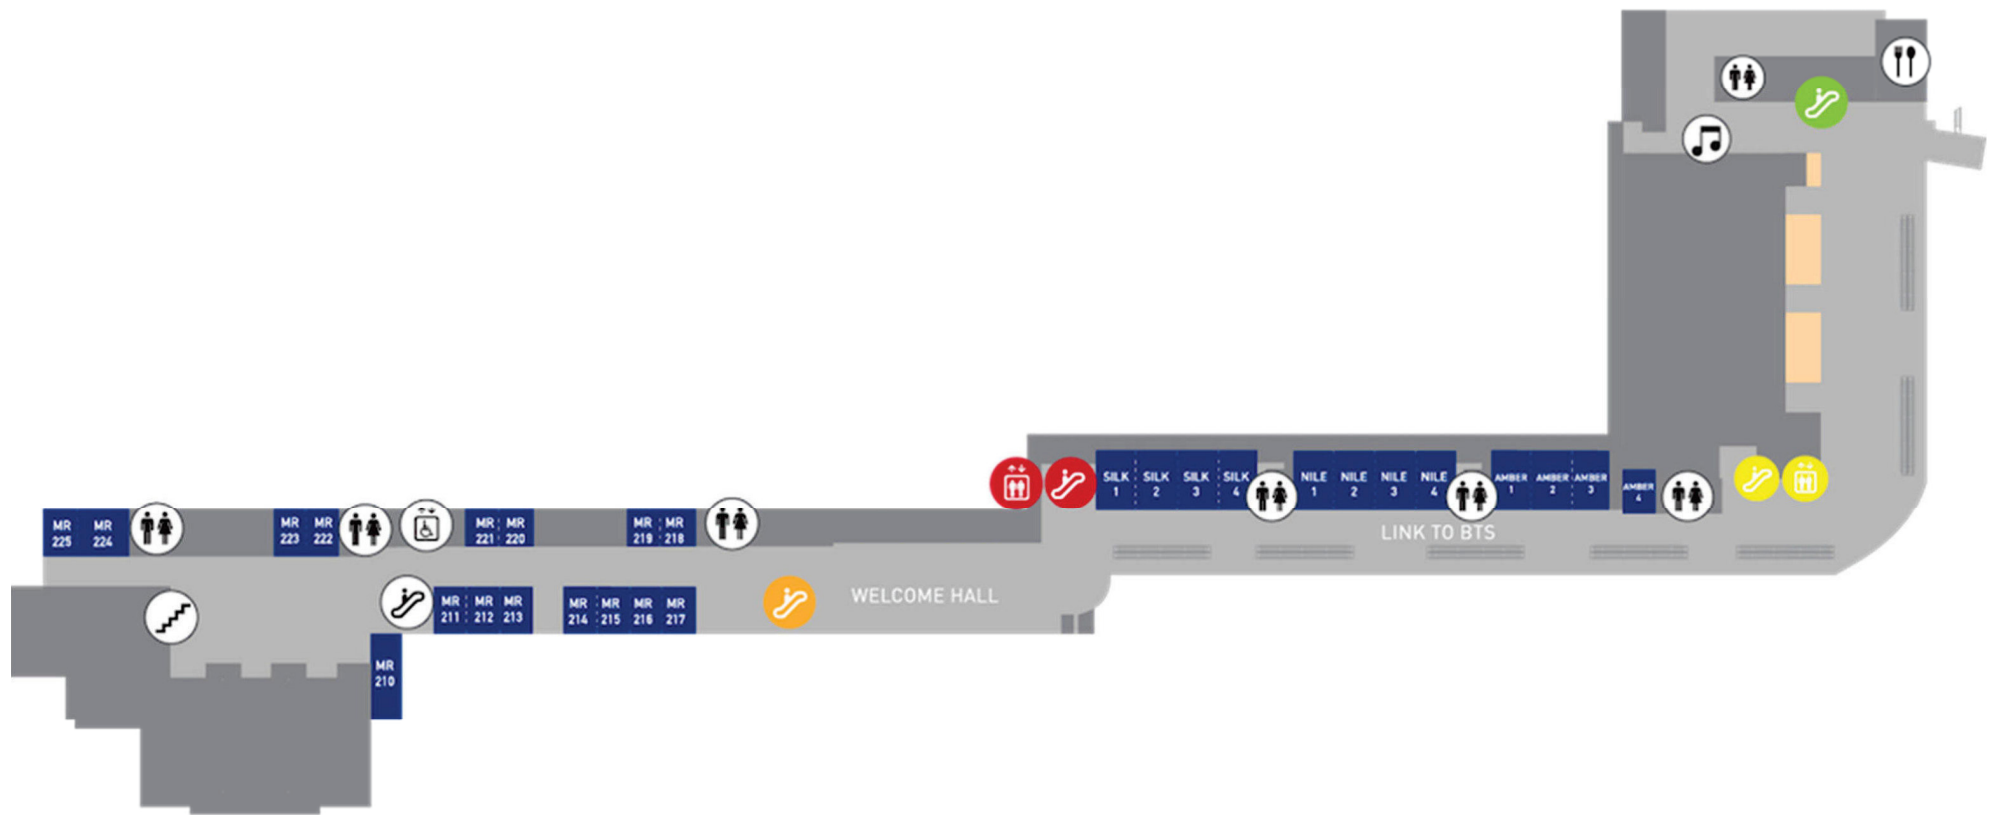 SILK
1
SILK
2
SILK
3
SILK
4
NILE
1
NILE
2
NILE
3
NILE
4
AMBER
1
AMBER
2
AMBER
3
AMBER
4
LINK TO BTS
MR
225
MR
224
MR
223
MR
222
MR
221
MR
220
MR
219
MR
218
WELCOME HALL
MR
211
MR
212
MR
213
MR
214
MR
215
MR
216
MR
217
MR
210